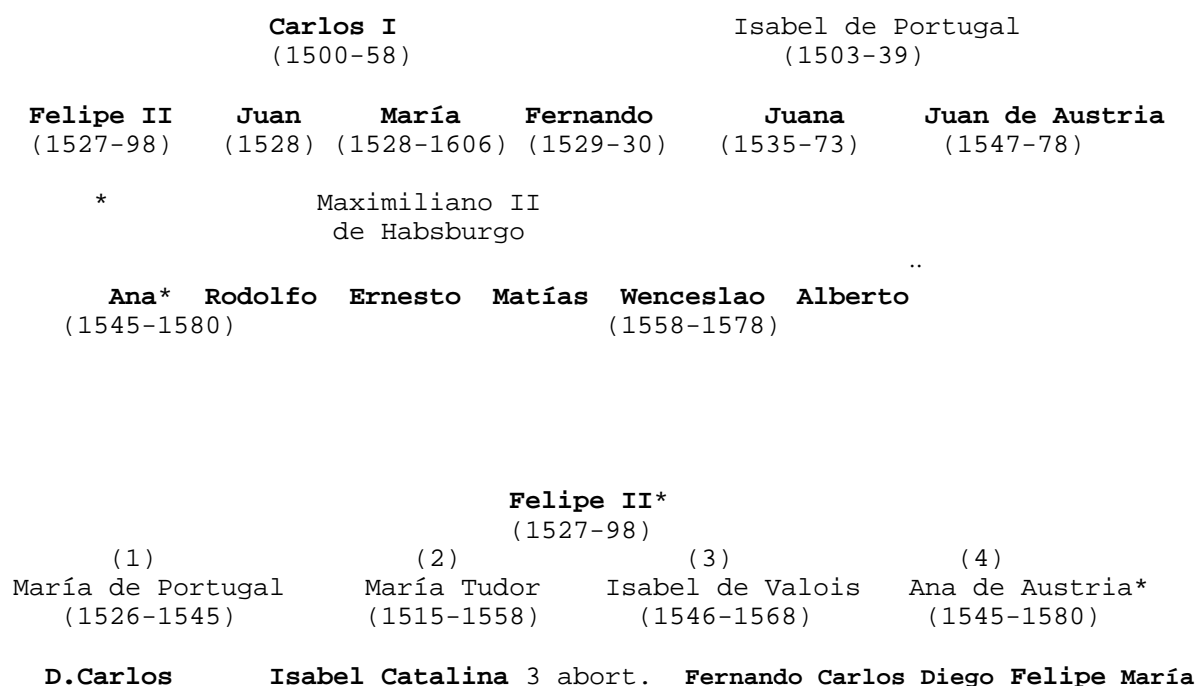 Carlos I Isabel de Portugal
(1500-58) (1503-39)
Felipe II Juan María Fernando Juana Juan de Austria
(1527-98) (1528) (1528-1606) (1529-30) (1535-73) (1547-78)
* Maximiliano II
de Habsburgo
..
Ana* Rodolfo Ernesto Matías Wenceslao Alberto
(1545-1580) (1558-1578)
Felipe II*
(1527-98)
(1) (2) (3) (4)
María de Portugal María Tudor Isabel de Valois Ana de Austria*
(1526-1545) (1515-1558) (1546-1568) (1545-1580)
D.Carlos Isabel Catalina 3 abort. Fernando Carlos Diego Felipe María